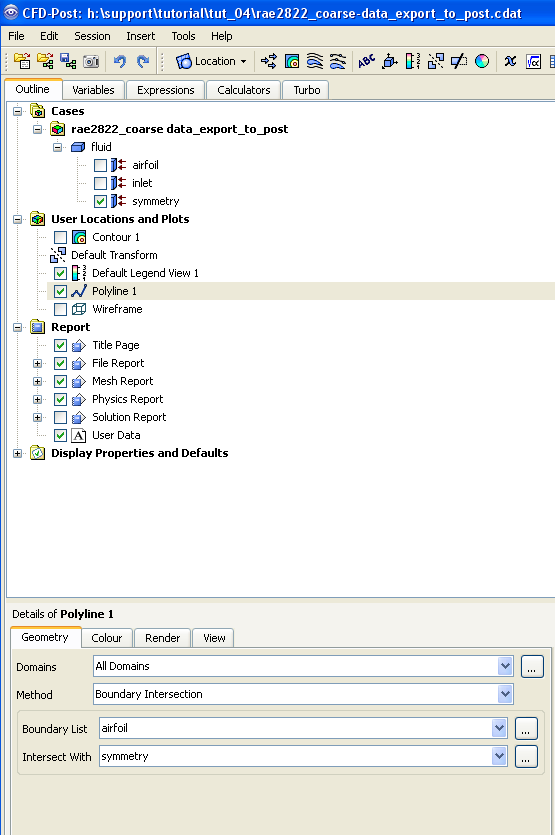 CFD-Post: h:\support\tutorial\tut_04\rae2822_coarse-data_export_to_post.cdat
File Edit Session Insert Tools Help
Location
Outline Variables Expressions Calculators Turbo
Cases
rae2822_coarse data_export_to_post
fluid
airfoil
inlet
symmetry
User Locations and Plots
Contour 1
Default Transform
Default Legend View 1
Polyline 1
Wireframe
Report
Title Page
File Report
Mesh Report
Physics Report
Solution Report
A User Data
Display Properties and Defaults
Details of Polyline 1
Geometry Colour Render View
Domains All Domains ...
Method Boundary Intersection
Boundary List airfoil ...
Intersect With symmetry ...